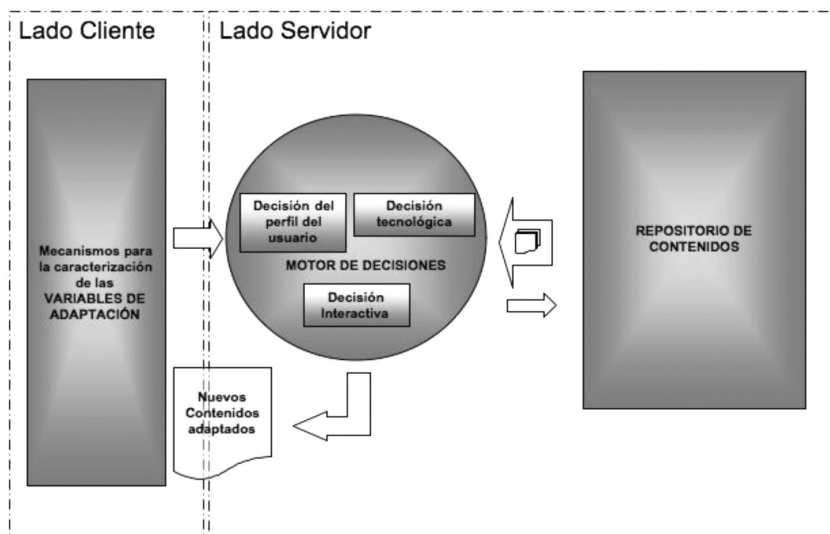 Lado Cliente
Lado Servidor
Mecanismos para
la caracterización
de las
VARIABLES DE
ADAPTACIÓN
Decisión del
perfil del
usuario
Decisión
tecnológica
MOTOR DE DECISIONES
Decisión
Interactiva
REPOSITORIO DE
CONTENIDOS
Nuevos
Contenidos
adaptados